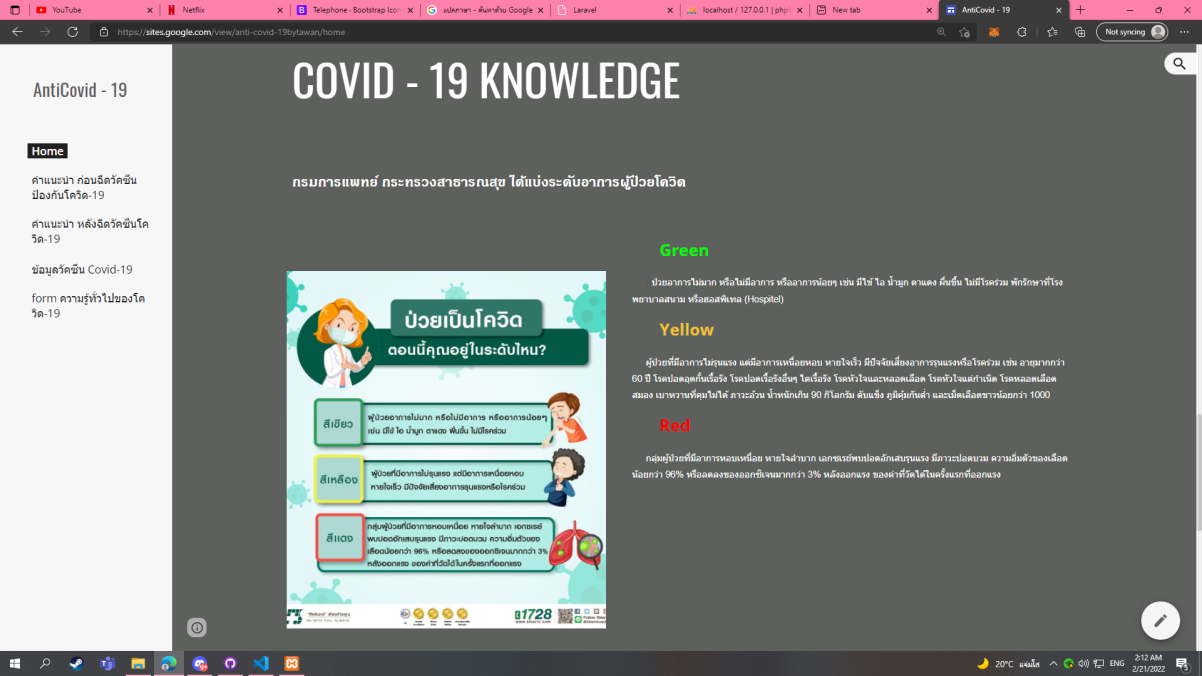 YouTube
Netflix
Telephone · Bootstrap Icon
แปลภาษา - ค้นหาด้วย Google
Laravel
localhost / 127.0.0.1 | php
New tab
AntiCovid - 19
https://sites.google.com/view/anti-covid-19bytawan/home
Not syncing
AntiCovid - 19
Home
คำแนะนำ ก่อนฉีดวัคซีน
ป้องกันโควิด-19
คำแนะนำ หลังฉีดวัคซีนโค
วิด-19
ข้อมูลวัคซีน Covid-19
form ความรู้ทั่วไปของโค
วิด-19
COVID - 19 KNOWLEDGE
กรมการแพทย์ กระทรวงสาธารณสุข ได้แบ่งระดับอาการผู้ป่วยโควิด
ป่วยเป็นโควิด
ตอนนี้คุณอยู่ในระดับไหน?
สีเขียว
ผู้ป่วยอาการไม่มาก หรือไม่มีอาการ หรืออาการน้อยๆ
เช่น มีไข้ ไอ น้ำมูก ตาแดง ผื่นขึ้น ไม่มีโรคร่วม
สีเหลือง
ผู้ป่วยที่มีอาการไม่รุนแรง แต่มีอาการเหนื่อยหอบ
หายใจเร็ว มีปัจจัยเสี่ยงอาการรุนแรงหรือโรคร่วม
สีแดง
กลุ่มผู้ป่วยที่มีอาการหอบเหนื่อย หายใจลำบาก เอกซเรย์
พบปอดอักเสบรุนแรง มีภาวะปอดบวม ความอิ่มตัวของ
เลือดน้อยกว่า 96% หรือลดลงของออกซิเจนมากกว่า 3%
หลังออกแรง ของค่าที่วัดได้ในครั้งแรกที่ออกแรง
1728
Green
ป่วยอาการไม่มาก หรือไม่มีอาการ หรืออาการน้อยๆ เช่น มีไข้ ไอ น้ำมูก ตาแดง ผื่นขึ้น ไม่มีโรคร่วม พักรักษาที่โรง
พยาบาลสนาม หรือฮอสพิเทล (Hospitel)
Yellow
ผู้ป่วยที่มีอาการไม่รุนแรง แต่มีอาการเหนื่อยหอบ หายใจเร็ว มีปัจจัยเสี่ยงอาการรุนแรงหรือโรคร่วม เช่น อายุมากกว่า
60 ปี โรคปอดอุดกั้นเรื้อรัง โรคปอดเรื้อรังอื่นๆ ไตเรื้อรัง โรคหัวใจและหลอดเลือด โรคหัวใจแต่กำเนิด โรคหลอดเลือด
สมอง เบาหวานที่คุมไม่ได้ ภาวะอ้วน น้ำหนักเกิน 90 กิโลกรัม ตับแข็ง ภูมิคุ้มกันต่ำ และเม็ดเลือดขาวน้อยกว่า 1000
Red
กลุ่มผู้ป่วยที่มีอาการหอบเหนื่อย หายใจลำบาก เอกซเรย์พบปอดอักเสบรุนแรง มีภาวะปอดบวม ความอิ่มตัวของเลือด
น้อยกว่า 96% หรือลดลงของออกซิเจนมากกว่า 3% หลังออกแรง ของค่าที่วัดได้ในครั้งแรกที่ออกแรง
20°C แจ่มใส
ENG
2:12 AM
2/21/2022